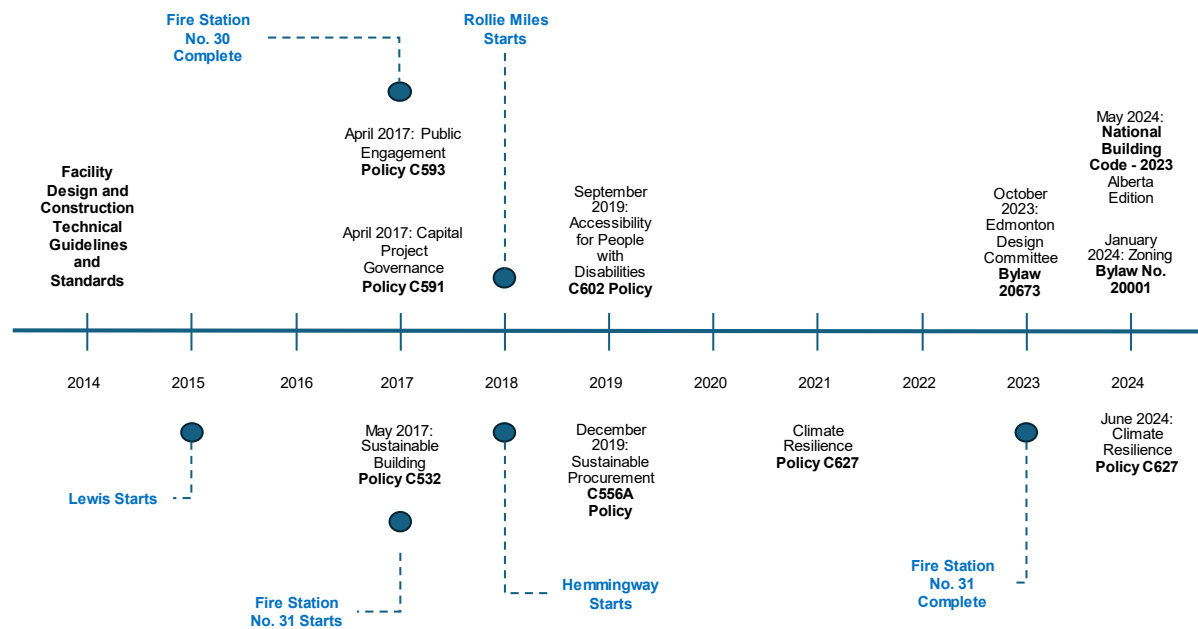 Fire Station
No. 30
Complete
Rollie Miles
Starts
Facility
Design and
Construction
Technical
Guidelines
and
Standards
April 2017: Public
Engagement
Policy C593
April 2017: Capital
Project
Governance
Policy C591
September
2019:
Accessibility
for People
with
Disabilities
C602 Policy
October
2023:
Edmonton
Design
Committee
Bylaw
20673
May 2024:
National
Building
Code - 2023
Alberta
Edition
January
2024: Zoning
Bylaw No.
20001
2014
2015
2016
2017
2018
2019
2020
2021
2022
2023
2024
Lewis Starts
May 2017:
Sustainable
Building
Policy C532
Fire Station
No. 31 Starts
Hemmingway
Starts
December
2019:
Sustainable
Procurement
C556A
Policy
Climate
Resilience
Policy C627
Fire Station
No. 31
Complete
June 2024:
Climate
Resilience
Policy C627